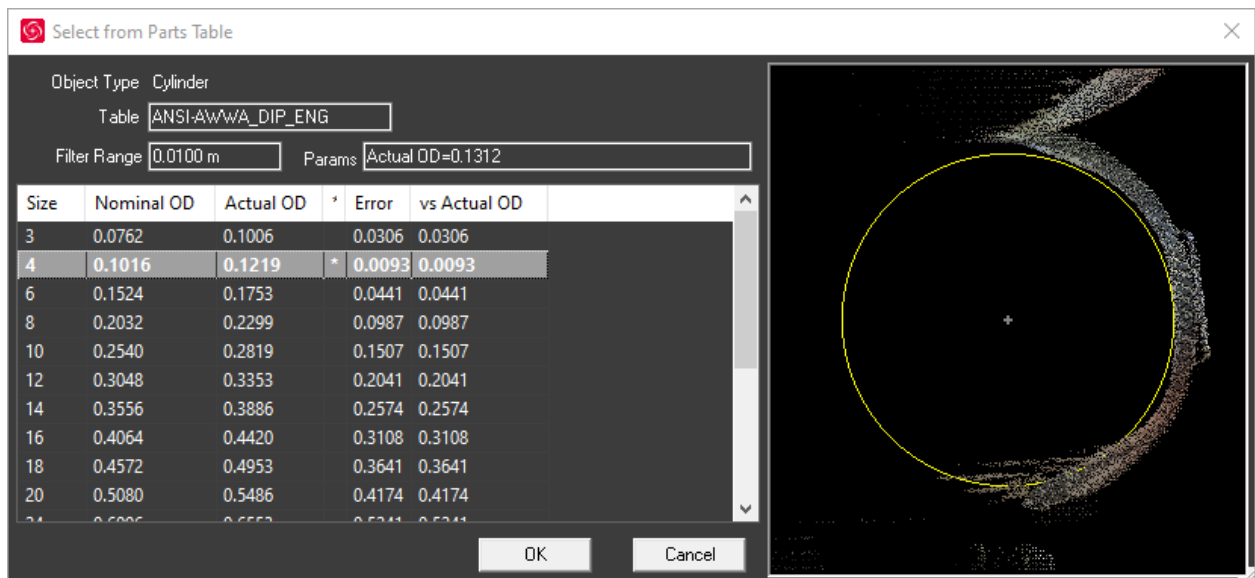 Select from Parts Table
Object Type Cylinder
Table ANSI-AWWA_DIP_ENG
Filter Range 0.0100 m Params Actual OD=0.1312
Size Nominal OD Actual OD * Error vs Actual OD
3 0.0762 0.1006 0.0306 0.0306
4 0.1016 0.1219 * 0.0093 0.0093
6 0.1524 0.1753 0.0441 0.0441
8 0.2032 0.2299 0.0987 0.0987
10 0.2540 0.2819 0.1507 0.1507
12 0.3048 0.3353 0.2041 0.2041
14 0.3556 0.3886 0.2574 0.2574
16 0.4064 0.4420 0.3108 0.3108
18 0.4572 0.4953 0.3641 0.3641
20 0.5080 0.5486 0.4174 0.4174
OK Cancel